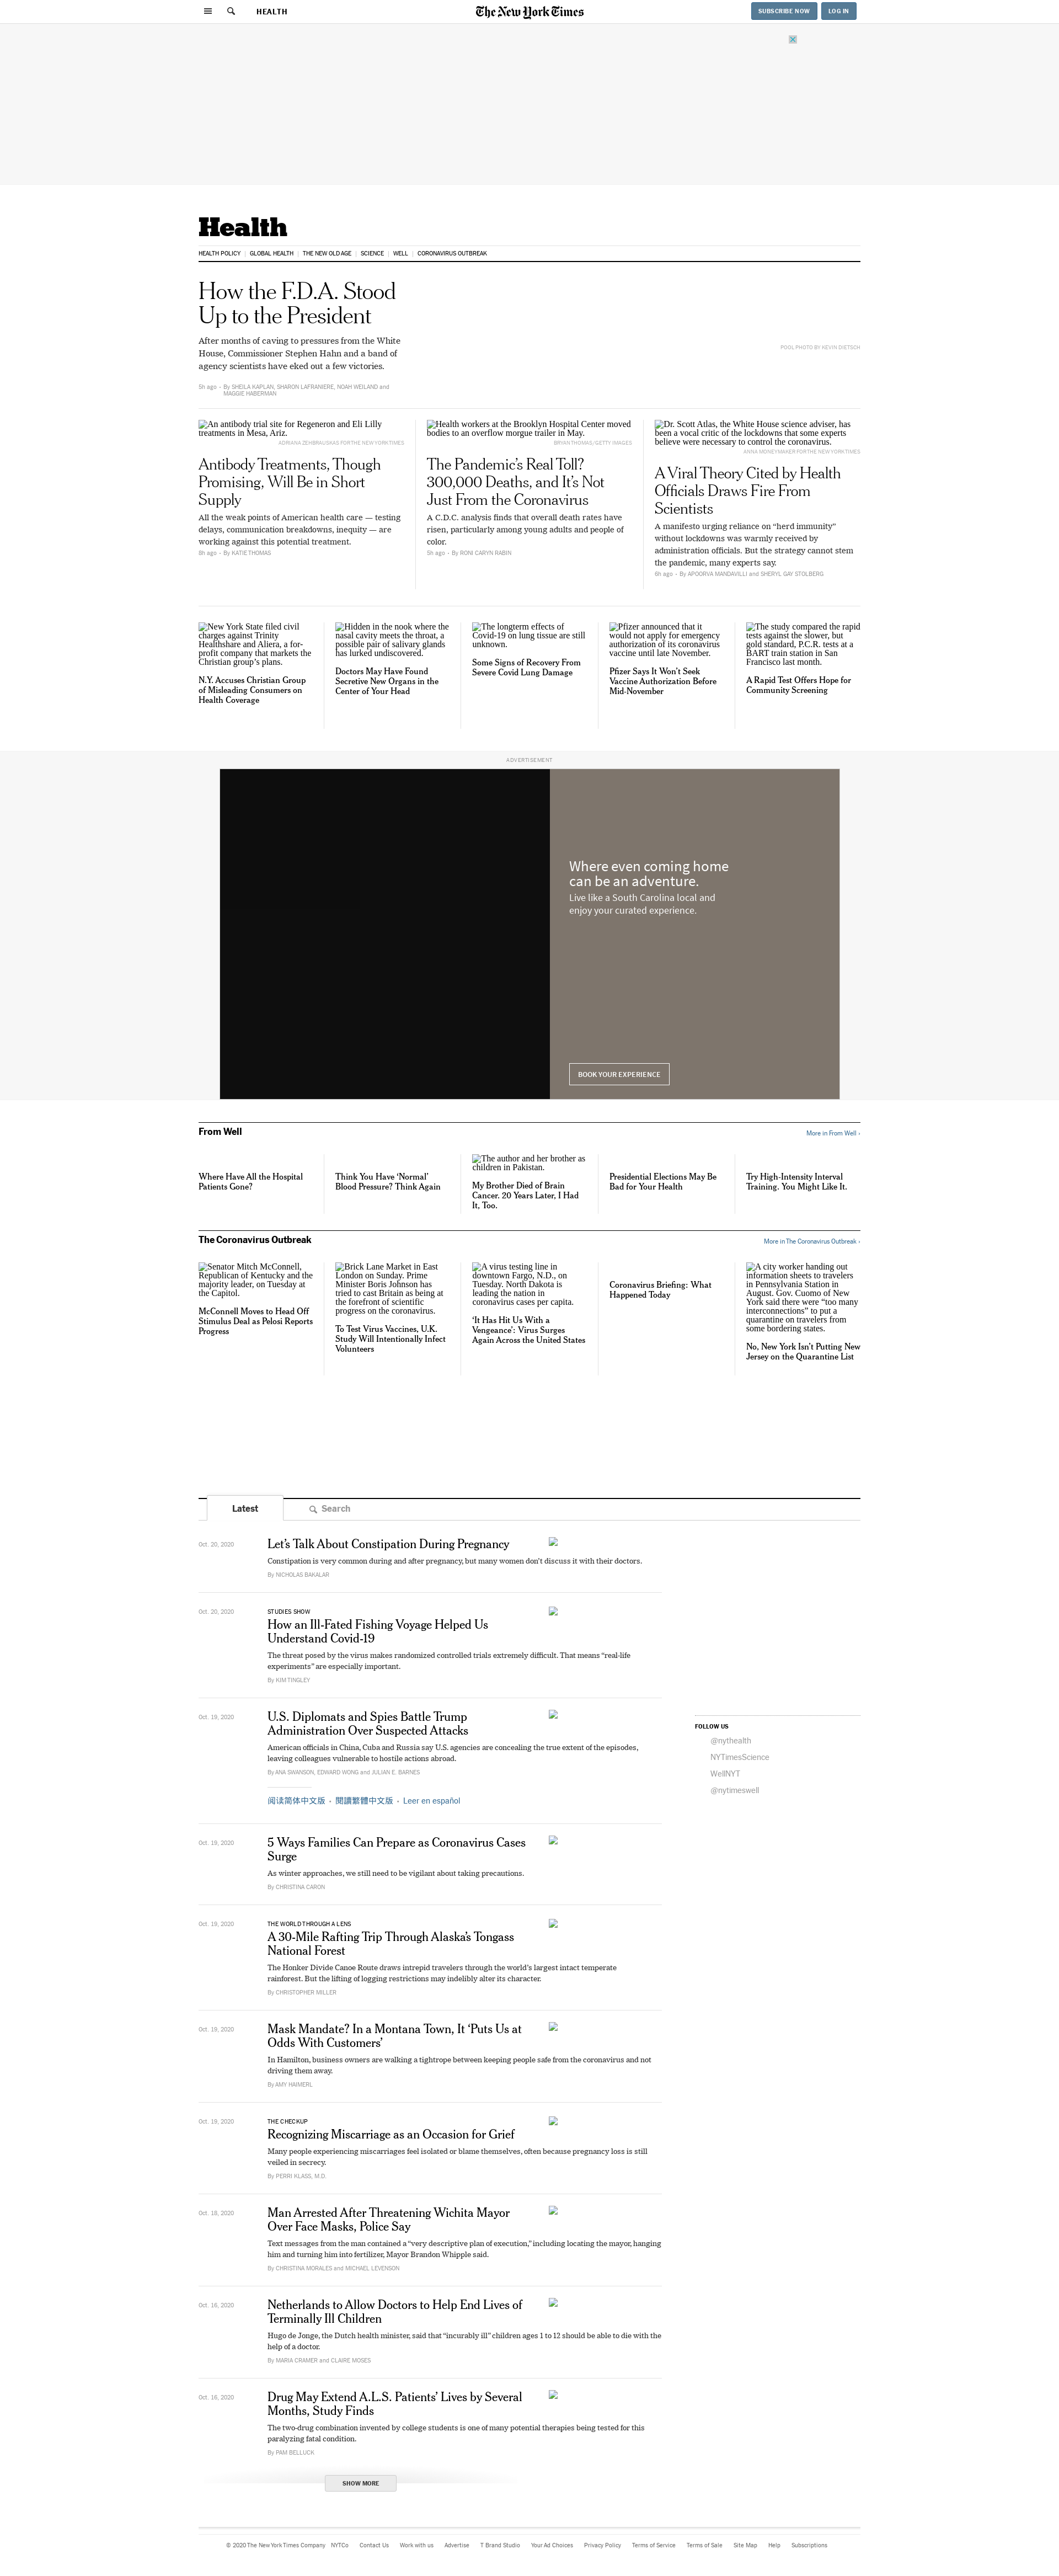 HEALTH
The New York Times
SUBSCRIBE NOW
LOG IN
Health
HEALTH POLICY | GLOBAL HEALTH | THE NEW OLD AGE | SCIENCE | WELL | CORONAVIRUS OUTBREAK
How the F.D.A. Stood
Up to the President
After months of caving to pressures from the White
House, Commissioner Stephen Hahn and a band of
agency scientists have eked out a few victories.
5h ago • By SHEILA KAPLAN, SHARON LAFRANIERE, NOAH WEILAND and
MAGGIE HABERMAN
POOL PHOTO BY KEVIN DIETSCH
An antibody trial site for Regeneron and Eli Lilly
treatments in Mesa, Ariz.
ADRIANA ZEHBRAUSKAS FOR THE NEW YORK TIMES
Antibody Treatments, Though
Promising, Will Be in Short
Supply
All the weak points of American health care — testing
delays, communication breakdowns, inequity — are
working against this potential treatment.
8h ago • By KATIE THOMAS
Health workers at the Brooklyn Hospital Center moved
bodies to an overflow morgue trailer in May.
BRYAN THOMAS/GETTY IMAGES
The Pandemic’s Real Toll?
300,000 Deaths, and It’s Not
Just From the Coronavirus
A C.D.C. analysis finds that overall death rates have
risen, particularly among young adults and people of
color.
5h ago • By RONI CARYN RABIN
Dr. Scott Atlas, the White House science adviser, has
been a vocal critic of the lockdowns that some experts
believe were necessary to control the coronavirus.
ANNA MONEYMAKER FOR THE NEW YORK TIMES
A Viral Theory Cited by Health
Officials Draws Fire From
Scientists
A manifesto urging reliance on “herd immunity”
without lockdowns was warmly received by
administration officials. But the strategy cannot stem
the pandemic, many experts say.
6h ago • By APOORVA MANDAVILLI and SHERYL GAY STOLBERG
New York State filed civil
charges against Trinity
Healthshare and Aliera, a for-
profit company that markets the
Christian group’s plans.
N.Y. Accuses Christian Group
of Misleading Consumers on
Health Coverage
Hidden in the nook where the
nasal cavity meets the throat, a
possible pair of salivary glands
has lurked undiscovered.
Doctors May Have Found
Secretive New Organs in the
Center of Your Head
The longterm effects of
Covid-19 on lung tissue are still
unknown.
Some Signs of Recovery From
Severe Covid Lung Damage
Pfizer announced that it
would not apply for emergency
authorization of its coronavirus
vaccine until late November.
Pfizer Says It Won’t Seek
Vaccine Authorization Before
Mid-November
The study compared the rapid
tests against the slower, but
gold standard, P.C.R. tests at a
BART train station in San
Francisco last month.
A Rapid Test Offers Hope for
Community Screening
ADVERTISEMENT
Where even coming home
can be an adventure.
Live like a South Carolina local and
enjoy your curated experience.
BOOK YOUR EXPERIENCE
From Well
More in From Well ›
Where Have All the Hospital
Patients Gone?
Think You Have ‘Normal’
Blood Pressure? Think Again
The author and her brother as
children in Pakistan.
My Brother Died of Brain
Cancer. 20 Years Later, I Had
It, Too.
Presidential Elections May Be
Bad for Your Health
Try High-Intensity Interval
Training. You Might Like It.
The Coronavirus Outbreak
More in The Coronavirus Outbreak ›
Senator Mitch McConnell,
Republican of Kentucky and the
majority leader, on Tuesday at
the Capitol.
McConnell Moves to Head Off
Stimulus Deal as Pelosi Reports
Progress
Brick Lane Market in East
London on Sunday. Prime
Minister Boris Johnson has
tried to cast Britain as being at
the forefront of scientific
progress on the coronavirus.
To Test Virus Vaccines, U.K.
Study Will Intentionally Infect
Volunteers
A virus testing line in
downtown Fargo, N.D., on
Tuesday. North Dakota is
leading the nation in
coronavirus cases per capita.
‘It Has Hit Us With a
Vengeance’: Virus Surges
Again Across the United States
Coronavirus Briefing: What
Happened Today
A city worker handing out
information sheets to travelers
in Pennsylvania Station in
August. Gov. Cuomo of New
York said there were “too many
interconnections” to put a
quarantine on travelers from
some bordering states.
No, New York Isn’t Putting New
Jersey on the Quarantine List
Latest
Search
Oct. 20, 2020
Let’s Talk About Constipation During Pregnancy
Constipation is very common during and after pregnancy, but many women don’t discuss it with their doctors.
By NICHOLAS BAKALAR
Oct. 20, 2020
STUDIES SHOW
How an Ill-Fated Fishing Voyage Helped Us
Understand Covid-19
The threat posed by the virus makes randomized controlled trials extremely difficult. That means “real-life
experiments” are especially important.
By KIM TINGLEY
Oct. 19, 2020
U.S. Diplomats and Spies Battle Trump
Administration Over Suspected Attacks
American officials in China, Cuba and Russia say U.S. agencies are concealing the true extent of the episodes,
leaving colleagues vulnerable to hostile actions abroad.
By ANA SWANSON, EDWARD WONG and JULIAN E. BARNES
阅读简体中文版 • 閱讀繁體中文版 • Leer en español
FOLLOW US
@nythealth
NYTimesScience
WellNYT
@nytimeswell
Oct. 19, 2020
5 Ways Families Can Prepare as Coronavirus Cases
Surge
As winter approaches, we still need to be vigilant about taking precautions.
By CHRISTINA CARON
Oct. 19, 2020
THE WORLD THROUGH A LENS
A 30-Mile Rafting Trip Through Alaska’s Tongass
National Forest
The Honker Divide Canoe Route draws intrepid travelers through the world’s largest intact temperate
rainforest. But the lifting of logging restrictions may indelibly alter its character.
By CHRISTOPHER MILLER
Oct. 19, 2020
Mask Mandate? In a Montana Town, It ‘Puts Us at
Odds With Customers’
In Hamilton, business owners are walking a tightrope between keeping people safe from the coronavirus and not
driving them away.
By AMY HAIMERL
Oct. 19, 2020
THE CHECKUP
Recognizing Miscarriage as an Occasion for Grief
Many people experiencing miscarriages feel isolated or blame themselves, often because pregnancy loss is still
veiled in secrecy.
By PERRI KLASS, M.D.
Oct. 18, 2020
Man Arrested After Threatening Wichita Mayor
Over Face Masks, Police Say
Text messages from the man contained a “very descriptive plan of execution,” including locating the mayor, hanging
him and turning him into fertilizer, Mayor Brandon Whipple said.
By CHRISTINA MORALES and MICHAEL LEVENSON
Oct. 16, 2020
Netherlands to Allow Doctors to Help End Lives of
Terminally Ill Children
Hugo de Jonge, the Dutch health minister, said that “incurably ill” children ages 1 to 12 should be able to die with the
help of a doctor.
By MARIA CRAMER and CLAIRE MOSES
Oct. 16, 2020
Drug May Extend A.L.S. Patients’ Lives by Several
Months, Study Finds
The two-drug combination invented by college students is one of many potential therapies being tested for this
paralyzing fatal condition.
By PAM BELLUCK
SHOW MORE
© 2020 The New York Times Company NYTCo Contact Us Work with us Advertise T Brand Studio Your Ad Choices Privacy Policy Terms of Service Terms of Sale Site Map Help Subscriptions